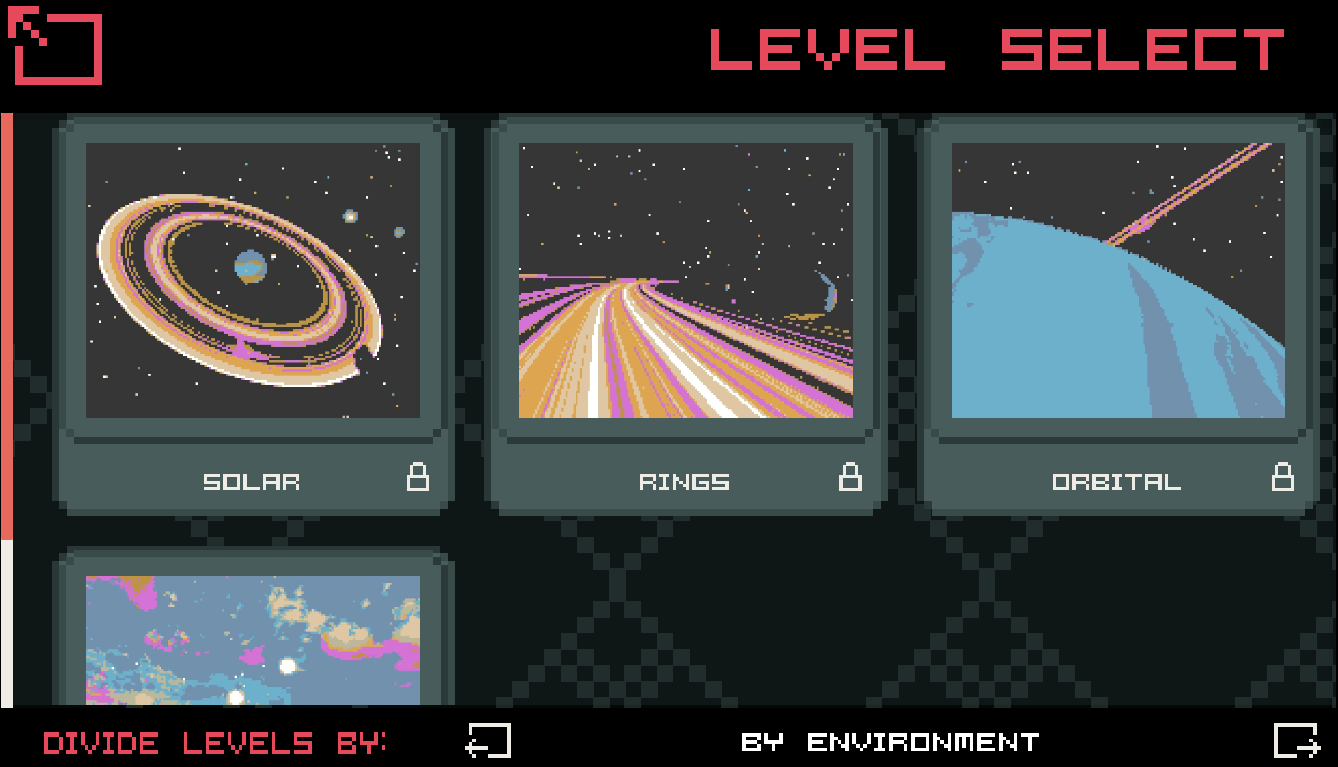 LEVEL SELECT
SOLAR
RINGS
ORBITAL
DIVIDE LEVELS BY:
BY ENVIRONMENT